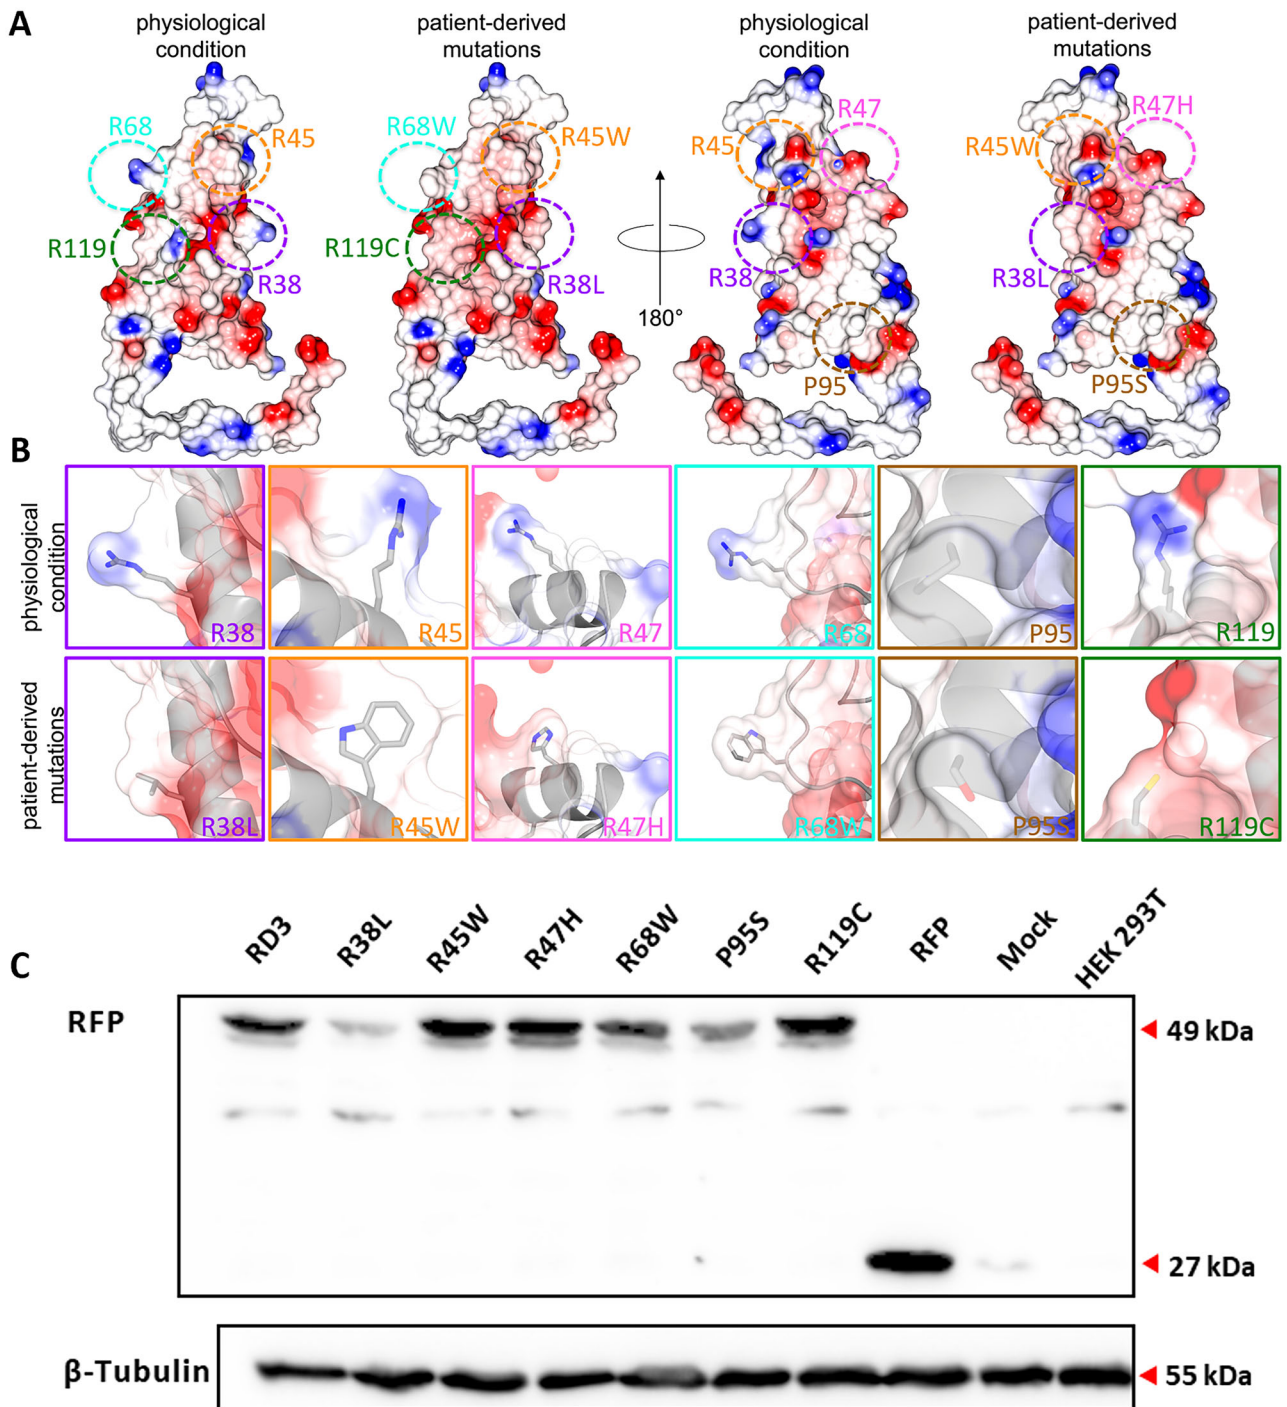 A
physiological
condition
patient-derived
mutations
physiological
condition
patient-derived
mutations
R68
R45
R119
R38
R68W
R45W
R119C
R38L
180°
R45
R47
R38
P95
R45W
R47H
R38L
P95S
B
physiological
condition
R38
R45
R47
R68
P95
R119
patient-derived
mutations
R38L
R45W
R47H
R68W
P95S
R119C
C
RD3
R38L
R45W
R47H
R68W
P95S
R119C
RFP
Mock
HEK 293T
RFP
49 kDa
27 kDa
β-Tubulin
55 kDa